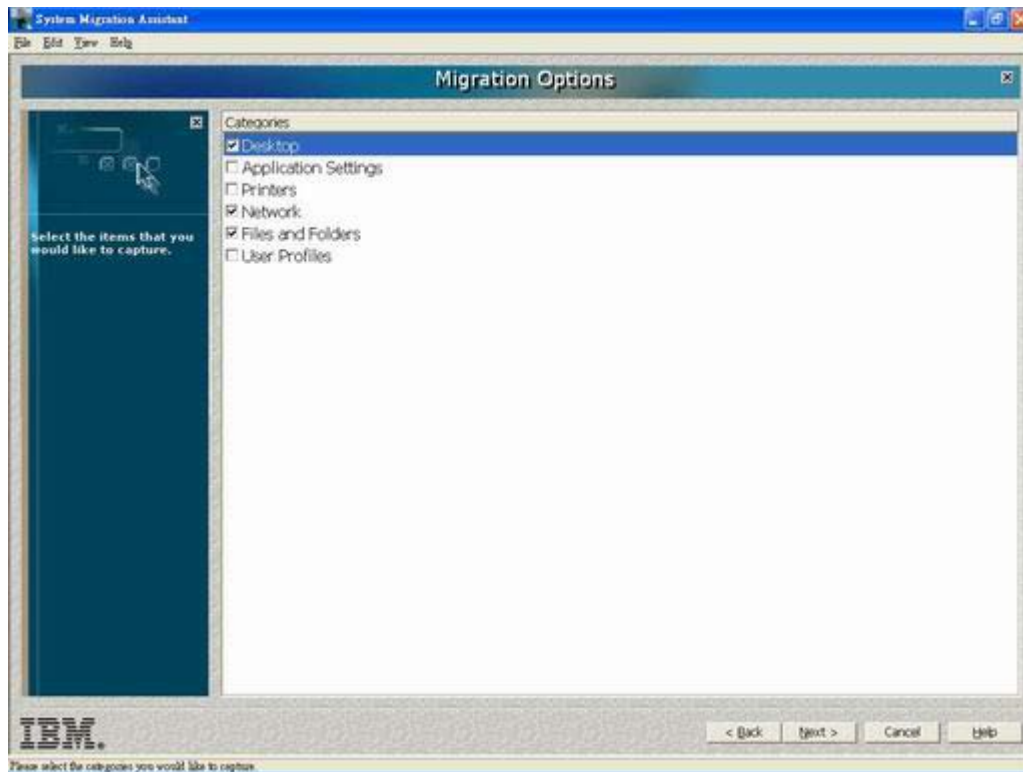 System Migration Assistant
File Edit View Help
Migration Options
Categories
Desktop
Application Settings
Printers
Network
Files and Folders
User Profiles
Select the items that you
would like to capture.
IBM.
< Back Next > Cancel Help
Please select the categories you would like to capture.